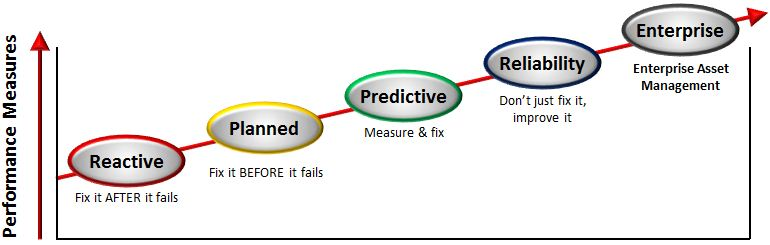 Performance Measures
Reactive
Fix it AFTER it fails
Planned
Fix it BEFORE it fails
Predictive
Measure & fix
Reliability
Don't just fix it,
improve it
Enterprise
Enterprise Asset
Management